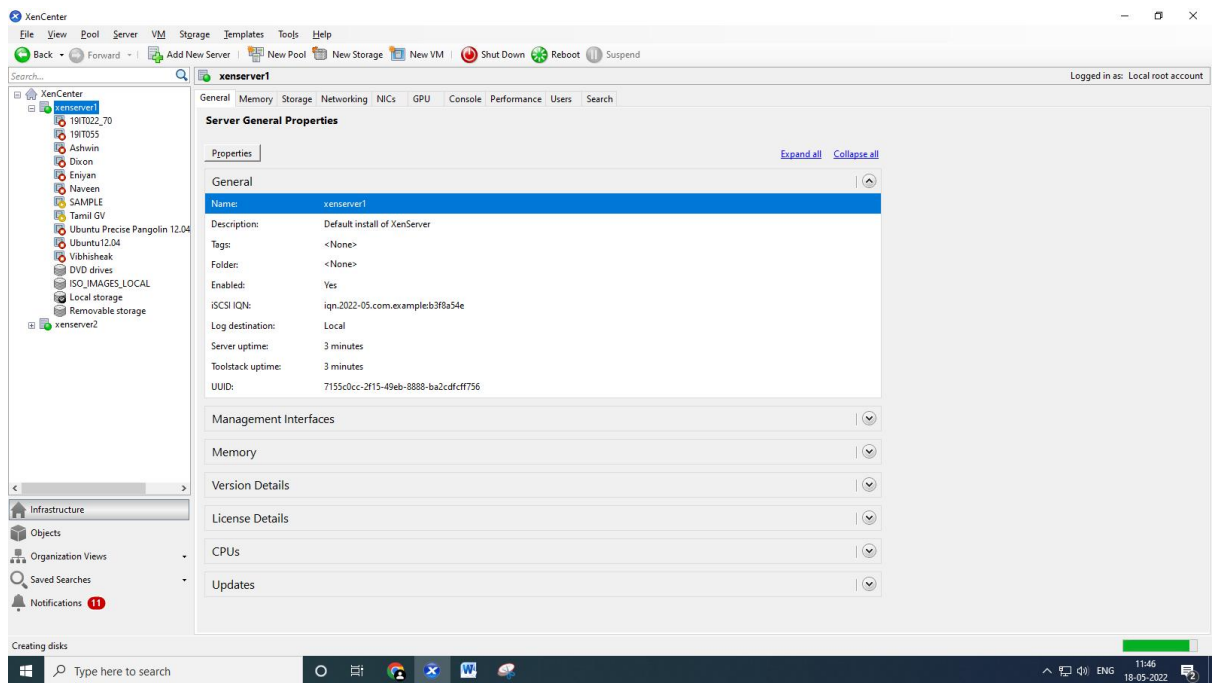 XenCenter
File View Pool Server VM Storage Templates Tools Help
Back Forward Add New Server New Pool New Storage New VM Shut Down Reboot Suspend
Search...
xenserver1 Logged in as: Local root account
XenCenter
xenserver1
19IT022_70
19IT055
Ashwin
Dixon
Eniyan
Naveen
SAMPLE
Tamil GV
Ubuntu Precise Pangolin 12.04
Ubuntu12.04
Vibhisheak
DVD drives
ISO_IMAGES_LOCAL
Local storage
Removable storage
xenserver2
Infrastructure
Objects
Organization Views
Saved Searches
Notifications 11
General Memory Storage Networking NICs GPU Console Performance Users Search
Server General Properties
Properties Expand all Collapse all
General
Name: xenserver1
Description: Default install of XenServer
Tags: <None>
Folder: <None>
Enabled: Yes
iSCSI IQN: iqn.2022-05.com.example:b3f8a54e
Log destination: Local
Server uptime: 3 minutes
Toolstack uptime: 3 minutes
UUID: 7155c0cc-2f15-49eb-8888-ba2cdfcff756
Management Interfaces
Memory
Version Details
License Details
CPUs
Updates
Creating disks
Type here to search ENG 11:46
18-05-2022 2